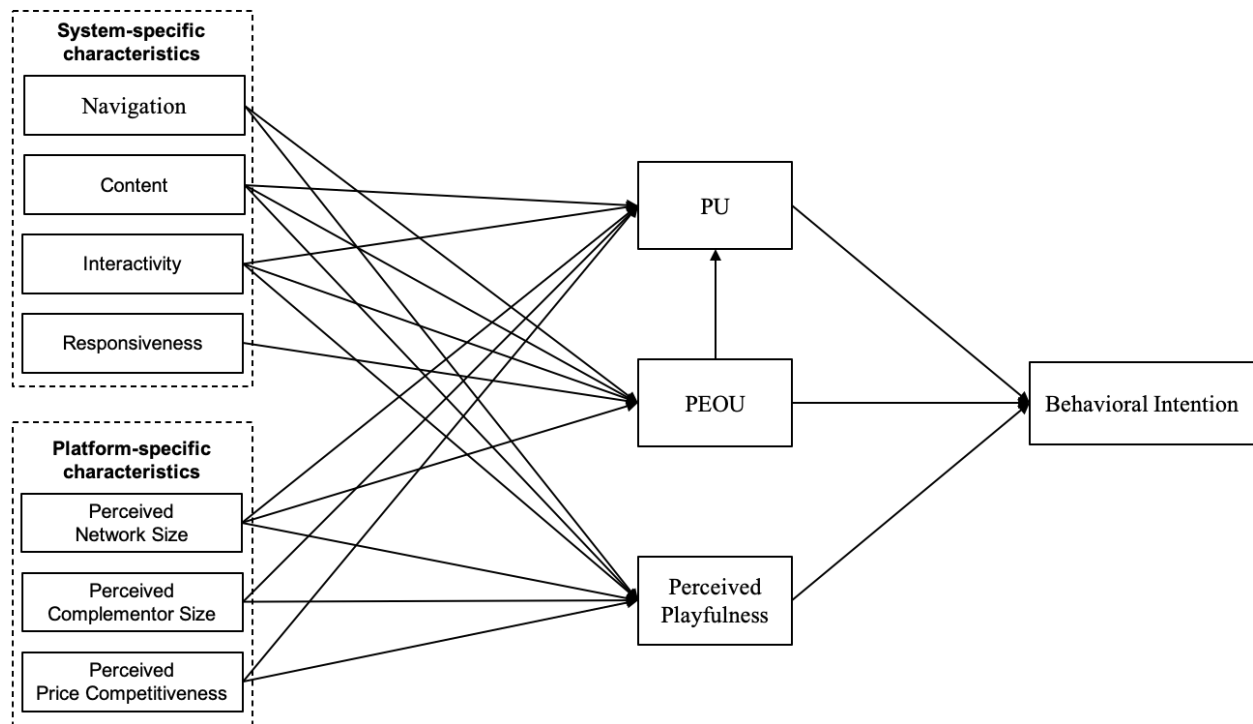 System-specific
characteristics
Navigation
Content
Interactivity
Responsiveness
Platform-specific
characteristics
Perceived
Network Size
Perceived
Complementor Size
Perceived
Price Competitiveness
PU
PEOU
Perceived
Playfulness
Behavioral Intention